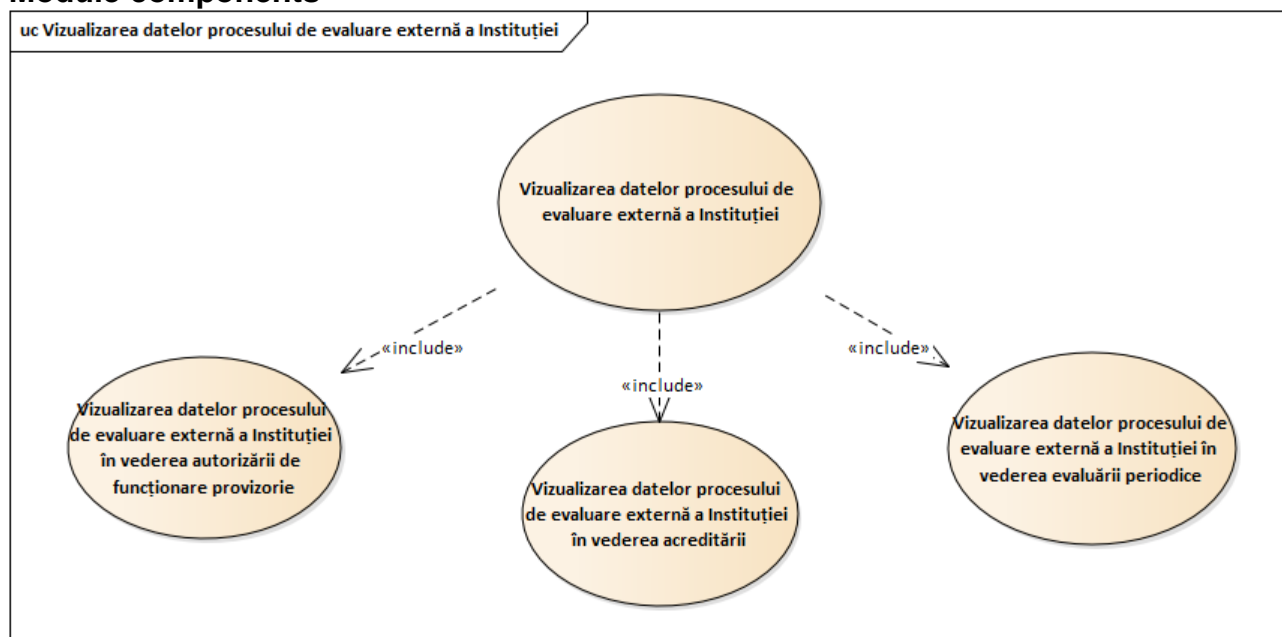 Module components
uc Vizualizarea datelor procesului de evaluare externă a Instituției
Vizualizarea datelor procesului de
evaluare externă a Instituției
«include»
«include»
«include»
Vizualizarea datelor procesului
de evaluare externă a Instituției
în vederea autorizării de
funcționare provizorie
Vizualizarea datelor procesului
de evaluare externă a Instituției
în vederea acreditării
Vizualizarea datelor procesului de
evaluare externă a Instituției în
vederea evaluării periodice